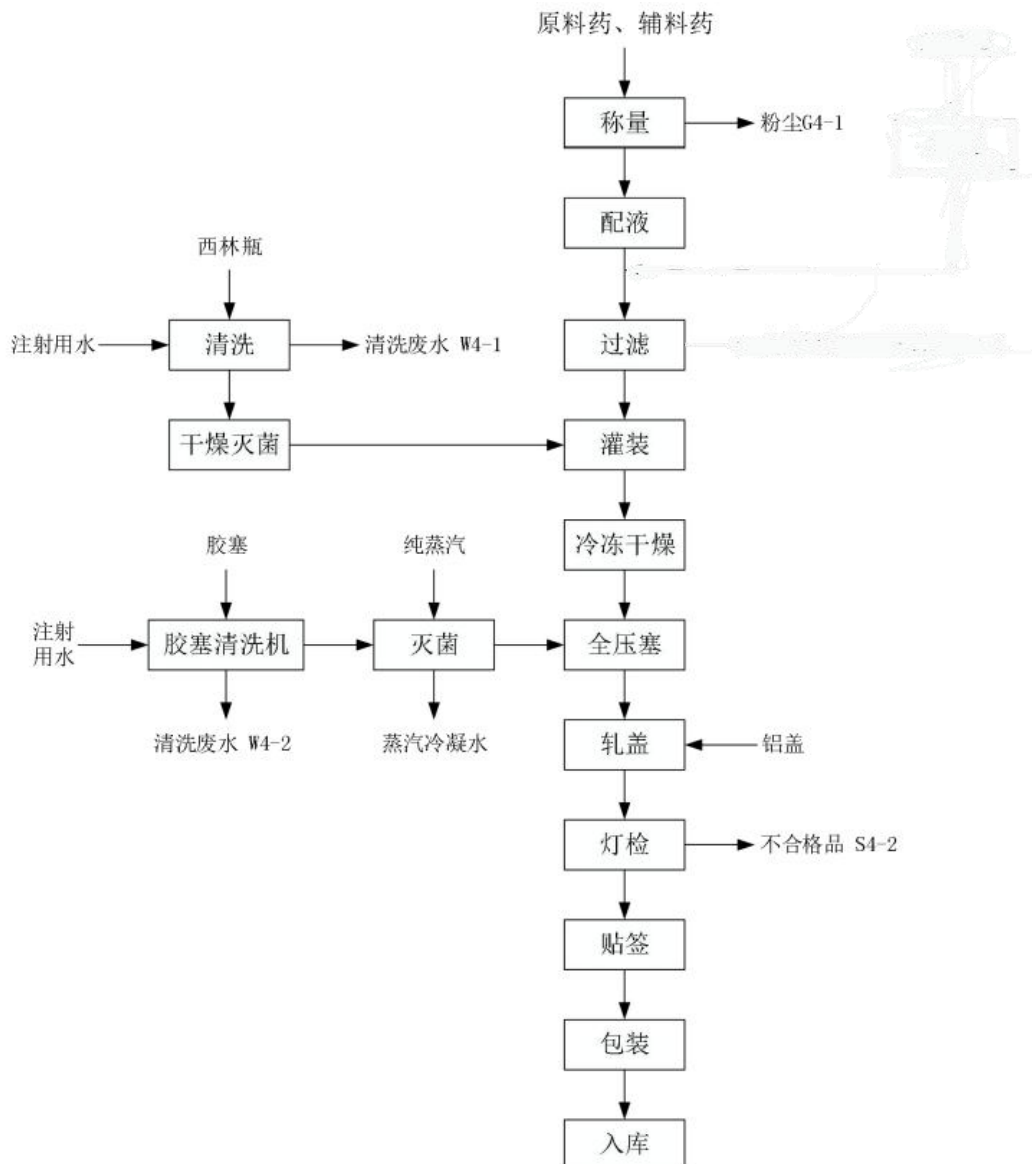 原料药、辅料药
称量
粉尘G4-1
配液
西林瓶
注射用水
清洗
清洗废水 W4-1
过滤
干燥灭菌
灌装
冷冻干燥
胶塞
纯蒸汽
注射
用水
胶塞清洗机
灭菌
全压塞
清洗废水 W4-2
蒸汽冷凝水
轧盖
铝盖
灯检
不合格品 S4-2
贴签
包装
入库